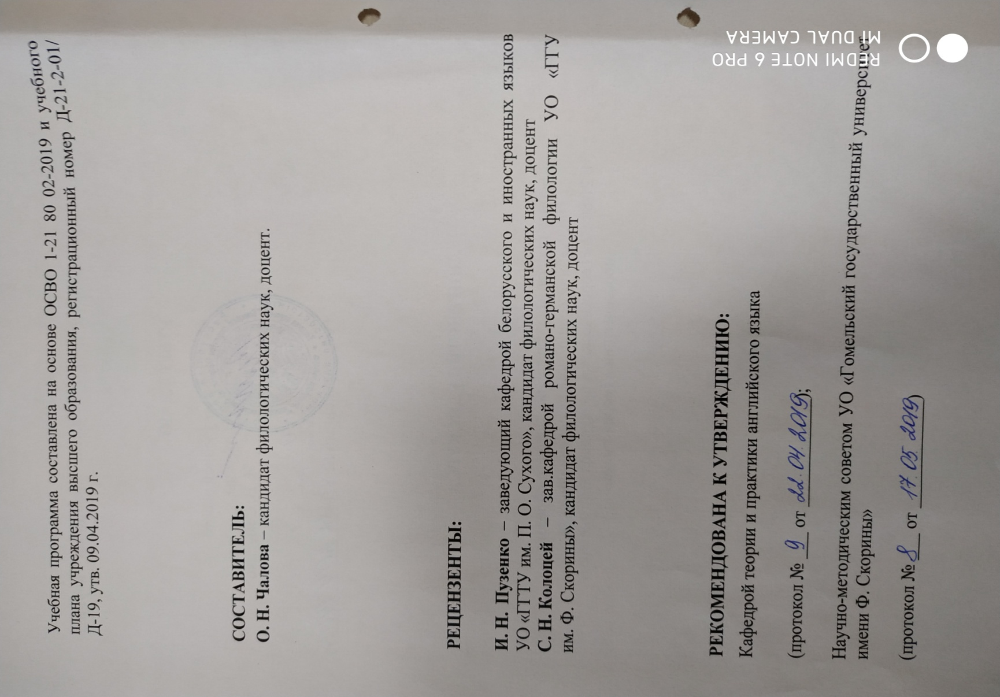 Учебная программа составлена на основе ОСВО 1-21 80 02-2019 и учебного
плана учреждения высшего образования, регистрационный номер Д-21-2-01/
Д-19, утв. 09.04.2019 г.
СОСТАВИТЕЛЬ:
О. Н. Чалова – кандидат филологических наук, доцент.
РЕЦЕНЗЕНТЫ:
И. Н. Пузенко – заведующий кафедрой белорусского и иностранных языков
УО «ГГТУ им. П. О. Сухого», кандидат филологических наук, доцент
С. Н. Колоцей – зав.кафедрой романо-германской филологии УО «ГГУ
им. Ф. Скорины», кандидат филологических наук, доцент
РЕКОМЕНДОВАНА К УТВЕРЖДЕНИЮ:
Кафедрой теории и практики английского языка
(протокол № 9 от 22.04.2019);
Научно-методическим советом УО «Гомельский государственный университет
имени Ф. Скорины»
(протокол № 8 от 17.05.2019)
REDMI NOTE 6 PRO
MI DUAL CAMERA